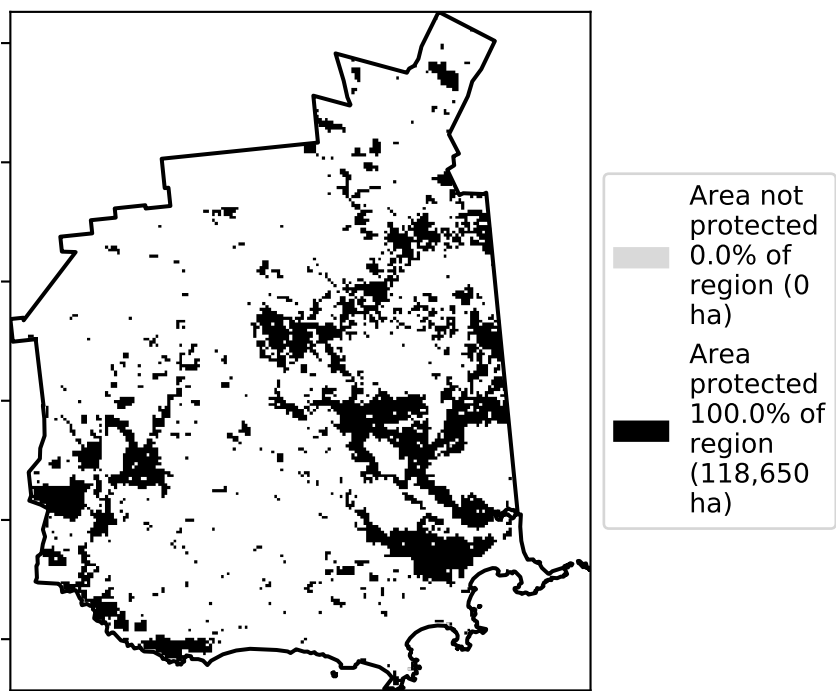 Area not
protected
0.0% of
region (0
ha)
Area
protected
100.0% of
region
(118,650
ha)